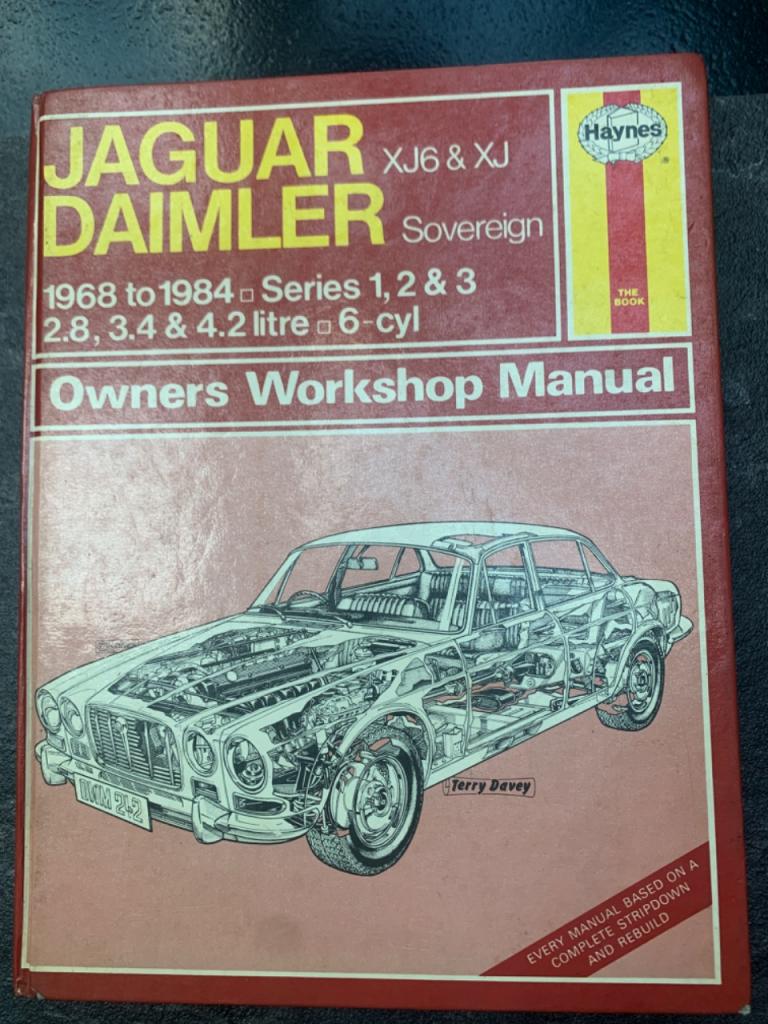 JAGUAR XJ6 & XJ
DAIMLER Sovereign
1968 to 1984 □ Series 1, 2 & 3
2.8, 3.4 & 4.2 litre □ 6-cyl
Haynes
®
THE
BOOK
Owners Workshop Manual
Terry Davey
EVERY MANUAL BASED ON A
COMPLETE STRIPDOWN
AND REBUILD